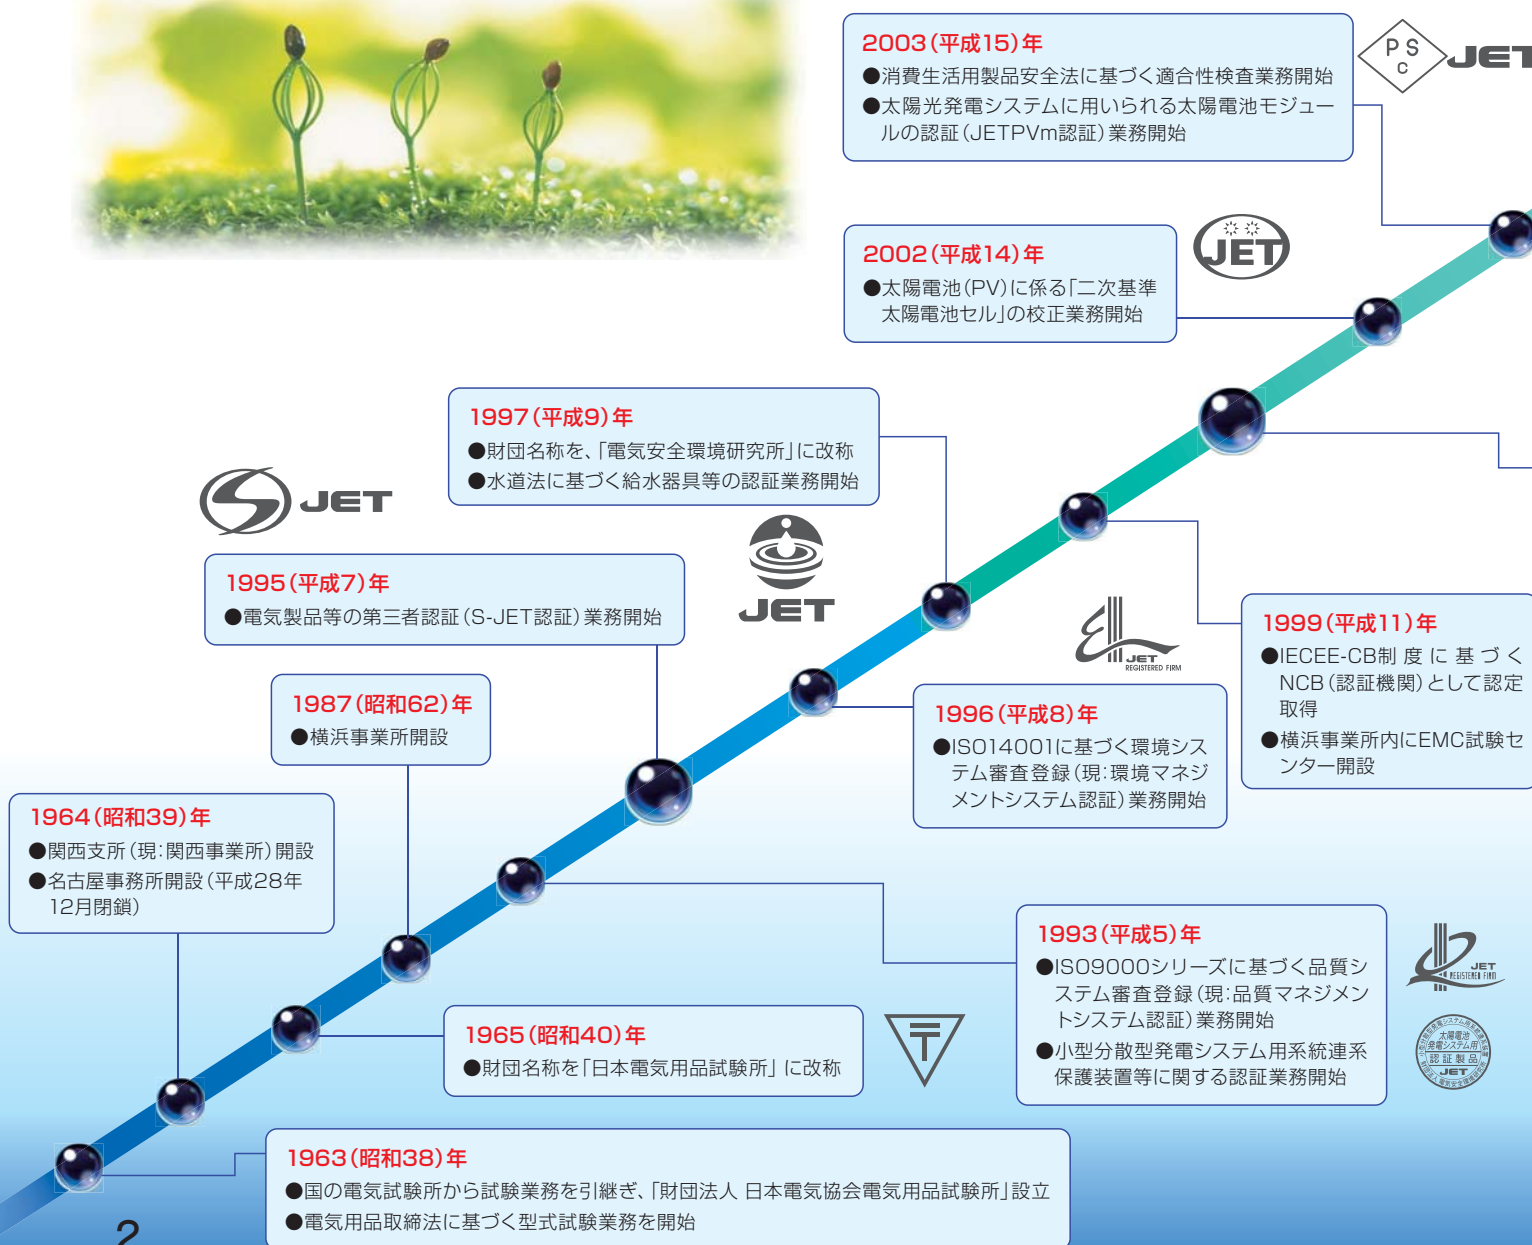 2003(平成15)年
●消費生活用製品安全法に基づく適合性検査業務開始
●太陽光発電システムに用いられる太陽電池モジュー
ルの認証(JETPVm認証)業務開始
PS
C
JET
2002(平成14)年
●太陽電池(PV)に係る「二次基準
太陽電池セル」の校正業務開始
JET
1997(平成9)年
●財団名称を、「電気安全環境研究所」に改称
●水道法に基づく給水器具等の認証業務開始
S JET
JET
1995(平成7)年
●電気製品等の第三者認証(S-JET認証)業務開始
JET
REGISTERED FIRM
1999(平成11)年
●IECEE-CB制度に基づく
NCB(認証機関)として認定
取得
●横浜事業所内にEMC試験セ
ンター開設
1987(昭和62)年
●横浜事業所開設
1996(平成8)年
●ISO14001に基づく環境シス
テム審査登録(現:環境マネジ
メントシステム認証)業務開始
1964(昭和39)年
●関西支所(現:関西事業所)開設
●名古屋事務所開設(平成28年
12月閉鎖)
1993(平成5)年
●ISO9000シリーズに基づく品質シ
ステム審査登録(現:品質マネジメン
トシステム認証)業務開始
●小型分散型発電システム用系統連系
保護装置等に関する認証業務開始
JET
REGISTERED FIRM
太陽電池
発電システム用
認証製品
JET
1965(昭和40)年
●財団名称を「日本電気用品試験所」に改称
〒
1963(昭和38)年
●国の電気試験所から試験業務を引継ぎ、「財団法人 日本電気協会電気用品試験所」設立
●電気用品取締法に基づく型式試験業務を開始
2